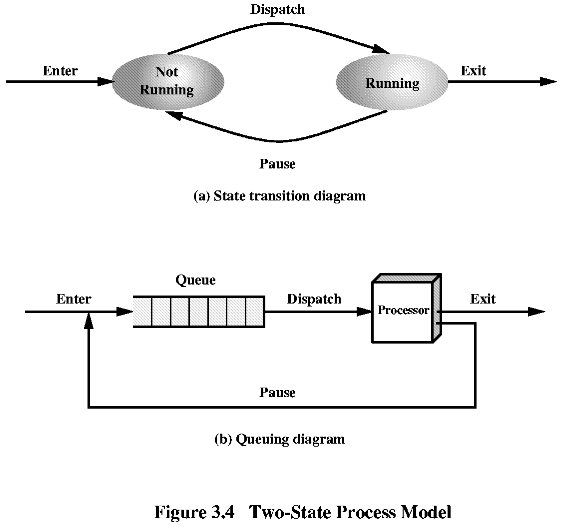 Dispatch
Enter
Not
Running
Running
Exit
Pause
(a) State transition diagram
Queue
Enter
Dispatch
Processor
Exit
Pause
(b) Queuing diagram
Figure 3.4 Two-State Process Model